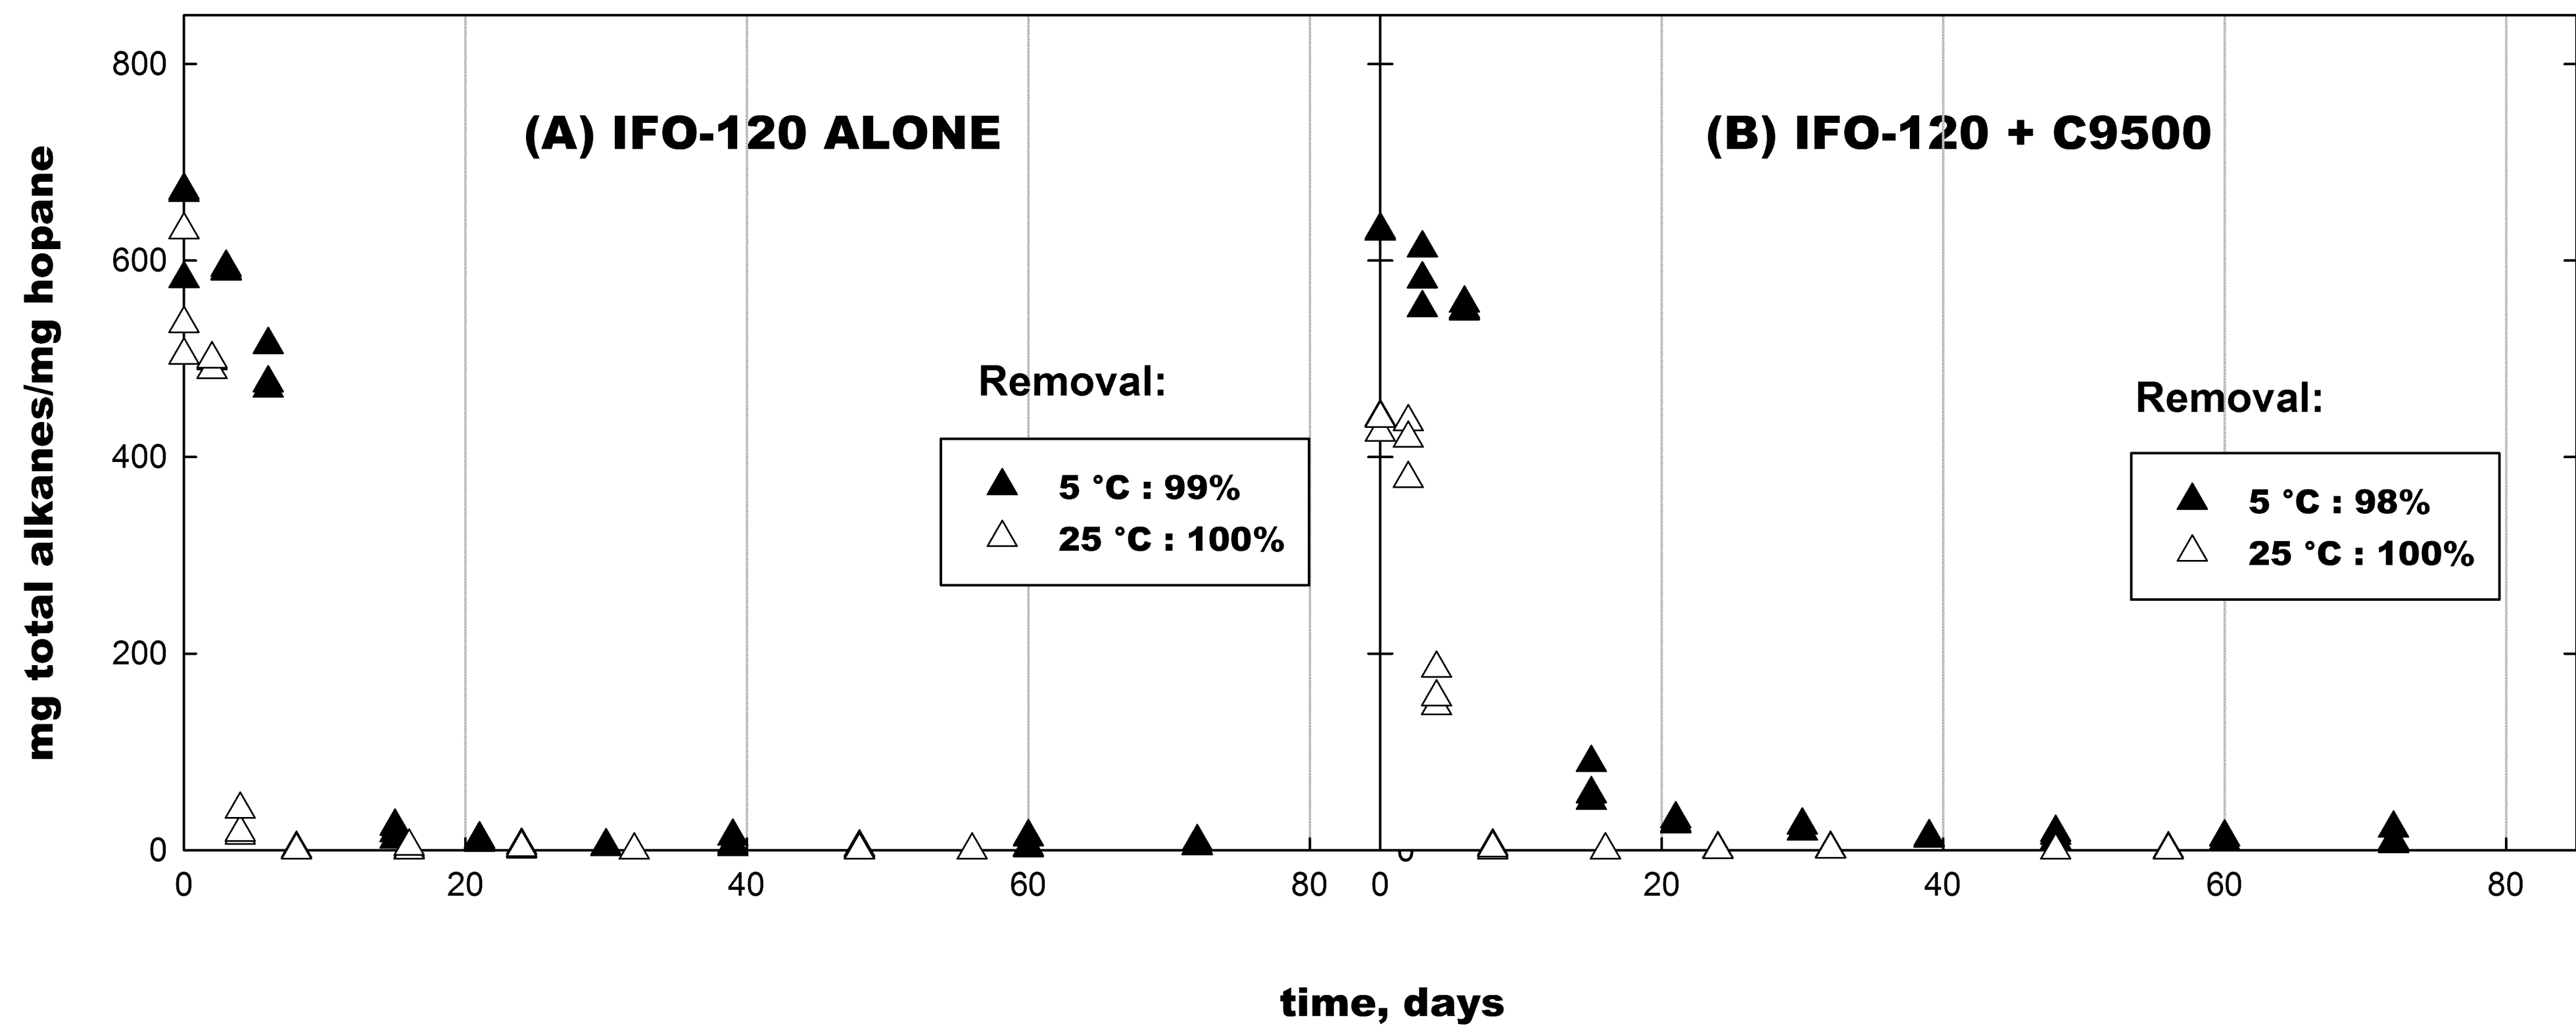 mg total alkanes/mg hopane
800
600
400
200
0
(A) IFO-120 ALONE
Removal:
5 °C : 99%
25 °C : 100%
0 20 40 60 80
(B) IFO-120 + C9500
Removal:
5 °C : 98%
25 °C : 100%
0
0 20 40 60 80
time, days